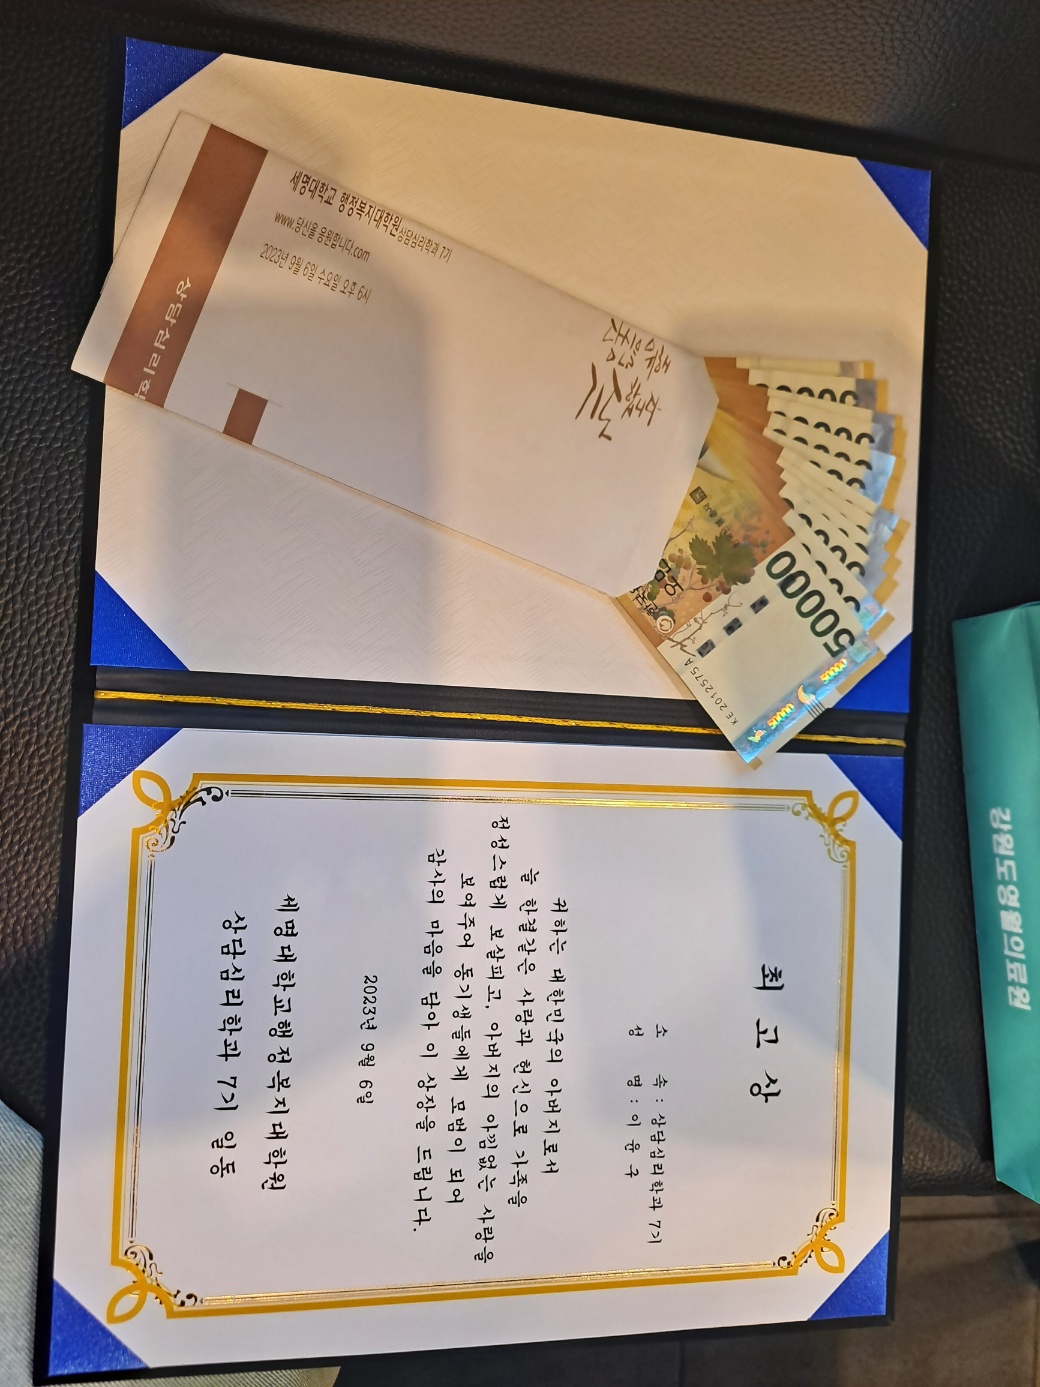 세명대학교 행정복지대학원상담심리학과 7기
www.당신을응원합니다.com
2023년 9월 6일 수요일 오후 6시
상담심리학
50000
KE 2012575 A
50000
50000
최 고 상
소 속 : 상담심리학과 7기
성 명 : 이 윤 구
귀하는 대한민국의 아버지로서
늘 한결같은 사랑과 헌신으로 가족을
정성스럽게 보살피고, 아버지의 아낌없는 사랑을
보여주어 동기생들에게 모범이 되어
감사의 마음을 담아 이 상장을 드립니다.
2023년 9월 6일
세명대학교행정복지대학원
상담심리학과 7기 일동
강원도영월의료원